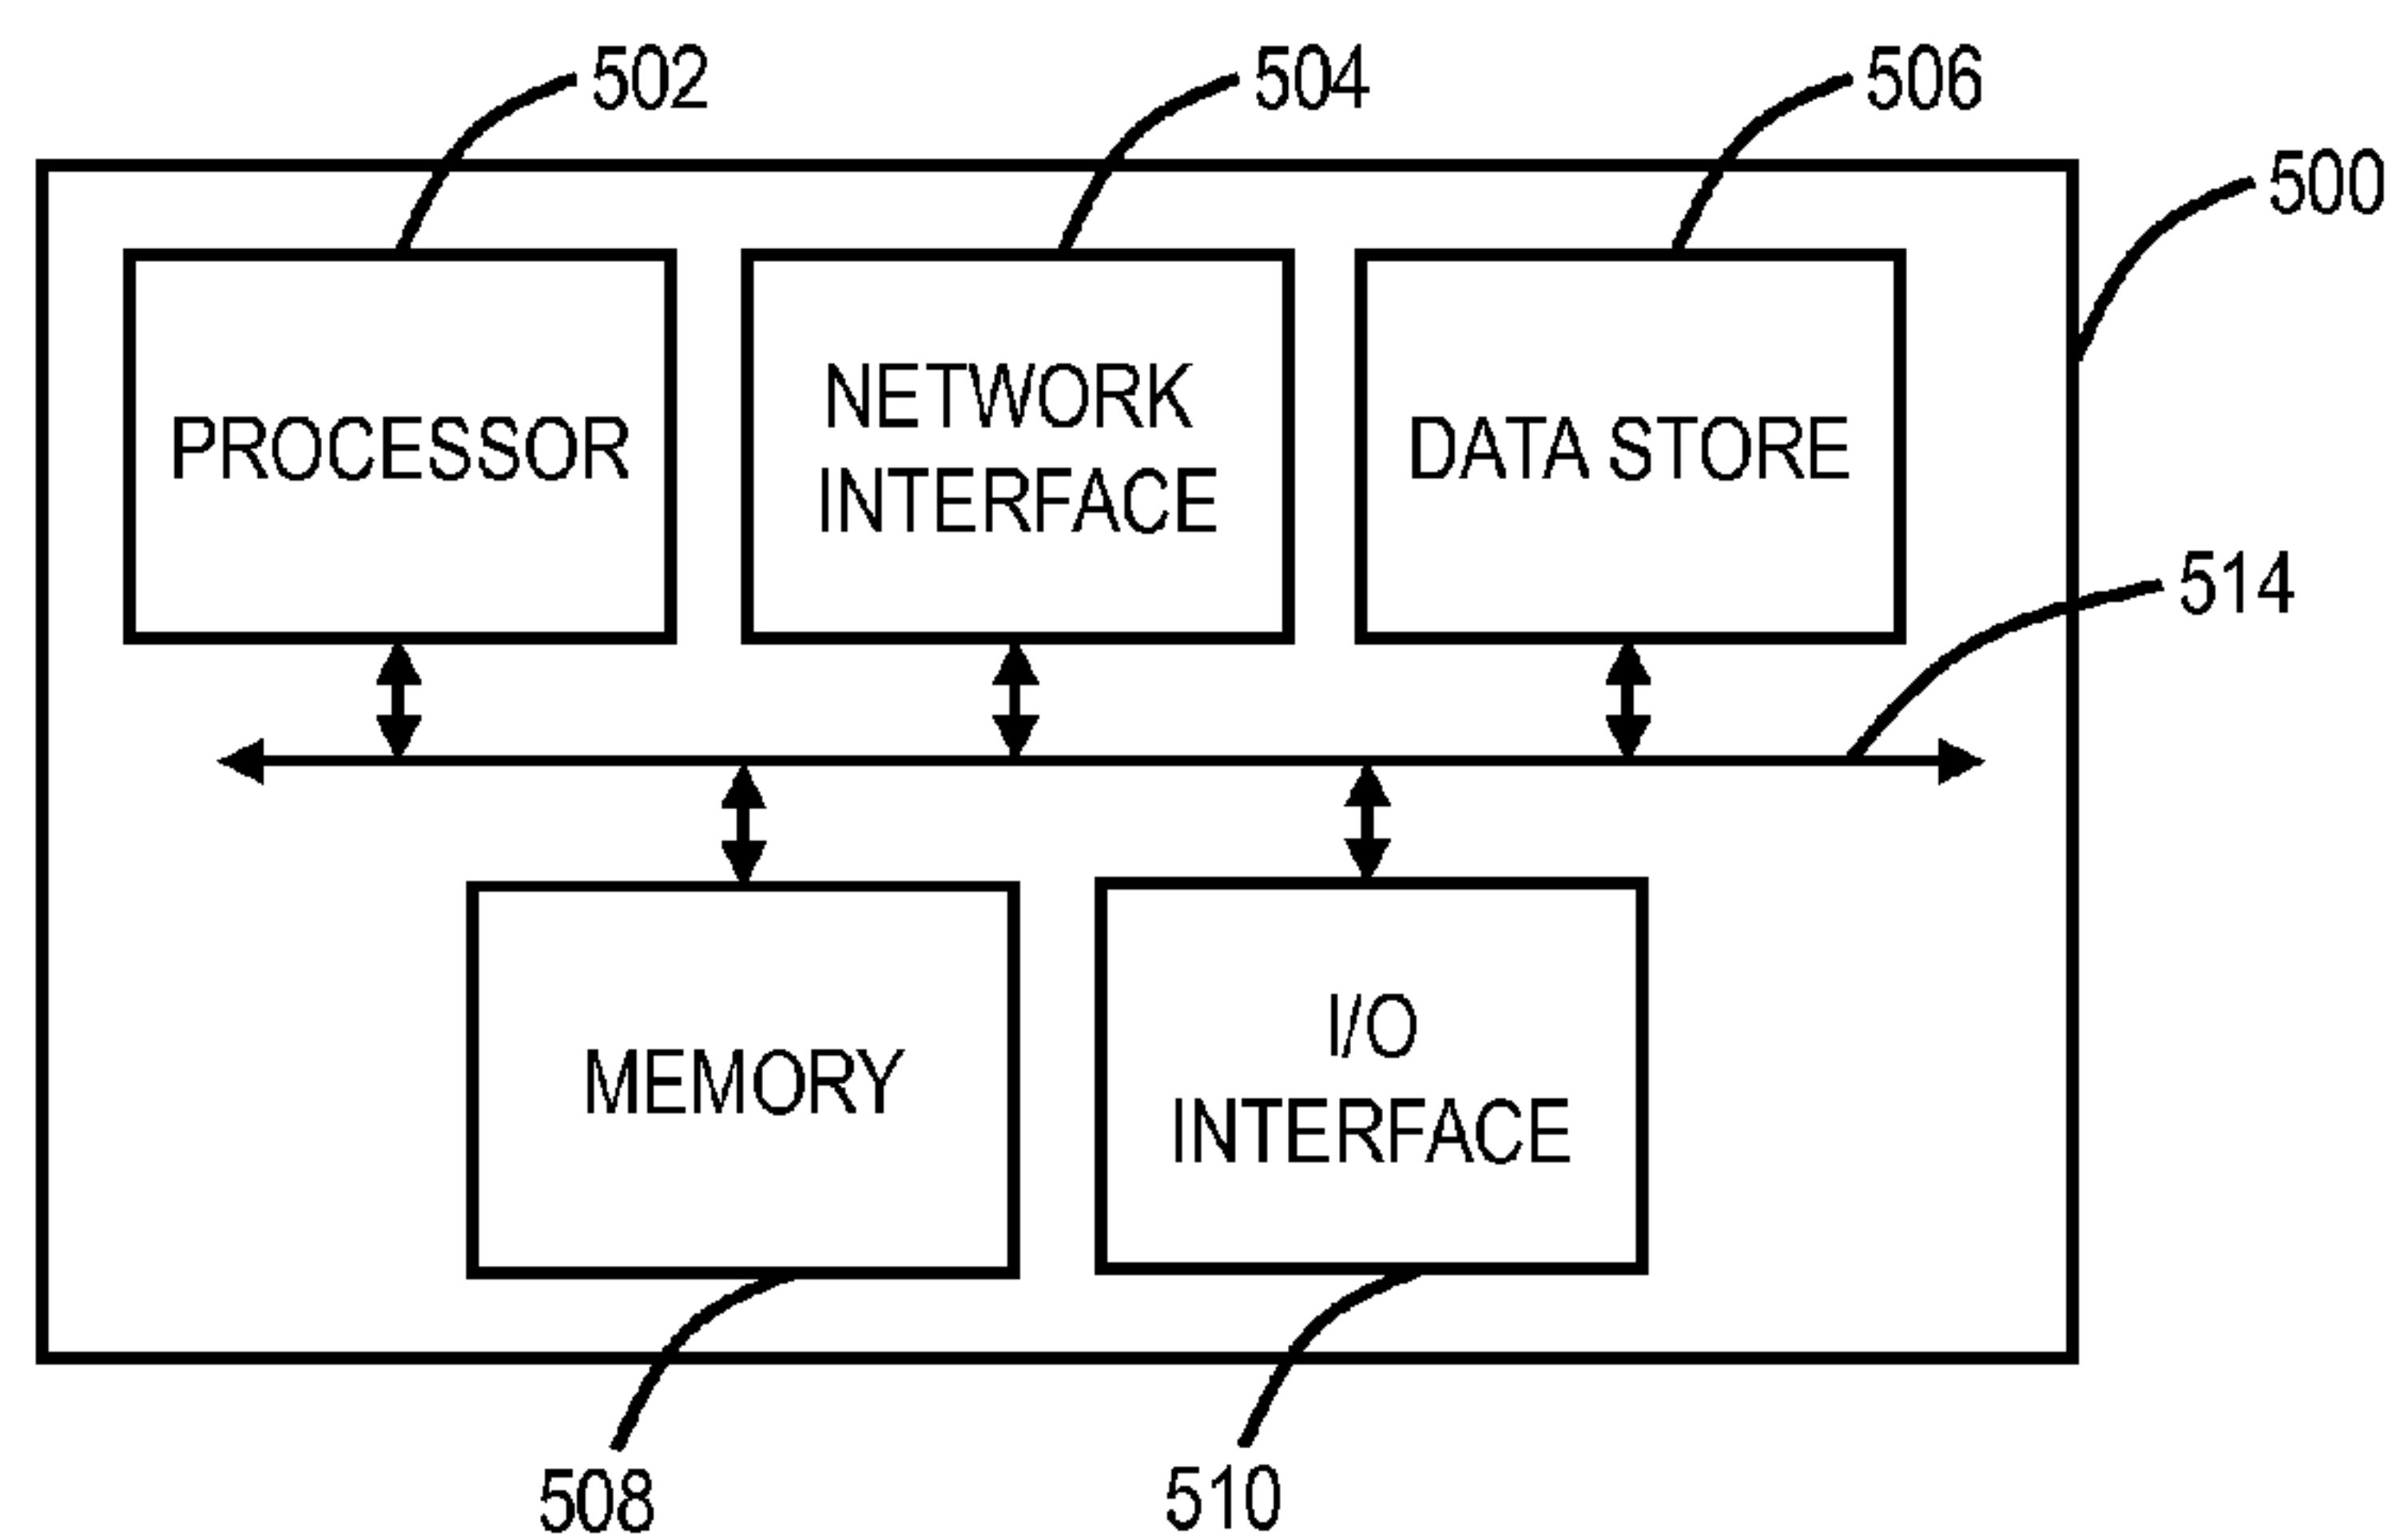 502
504
506
500
PROCESSOR
NETWORK
INTERFACE
DATA STORE
514
MEMORY
I/O
INTERFACE
508
510